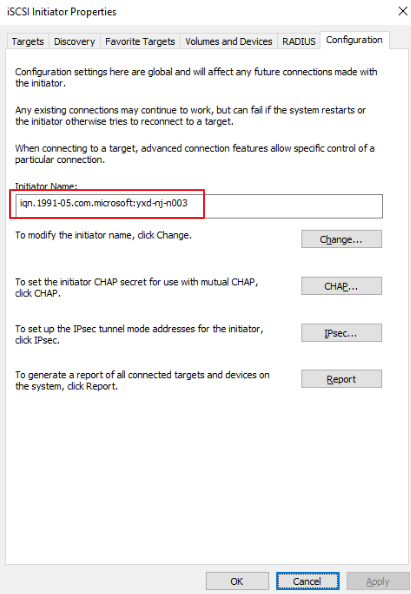 iSCSI Initiator Properties
Targets Discovery Favorite Targets Volumes and Devices RADIUS Configuration
Configuration settings here are global and will affect any future connections made with
the initiator.
Any existing connections may continue to work, but can fail if the system restarts or
the initiator otherwise tries to reconnect to a target.
When connecting to a target, advanced connection features allow specific control of a
particular connection.
Initiator Name:
iqn.1991-05.com.microsoft:yxd-nj-n003
To modify the initiator name, click Change.
Change...
To set the initiator CHAP secret for use with mutual CHAP,
click CHAP.
CHAP...
To set up the IPsec tunnel mode addresses for the initiator,
click IPsec.
IPsec...
To generate a report of all connected targets and devices on
the system, click Report.
Report
OK Cancel Apply